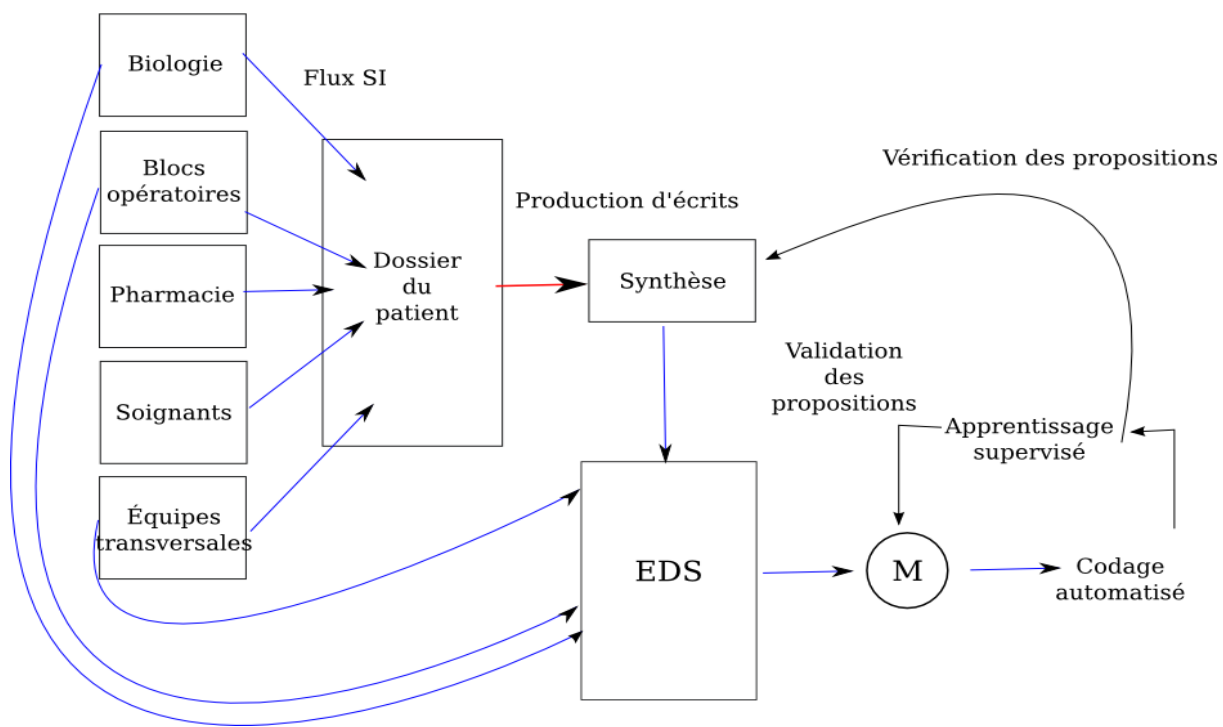 Biologie
Flux SI
Blocs
opératoires
Vérification des propositions
Production d'écrits
Dossier
du
patient
Synthèse
Pharmacie
Validation
des
propositions
Soignants
Apprentissage
supervisé
Équipes
transversales
EDS
M
Codage
automatisé